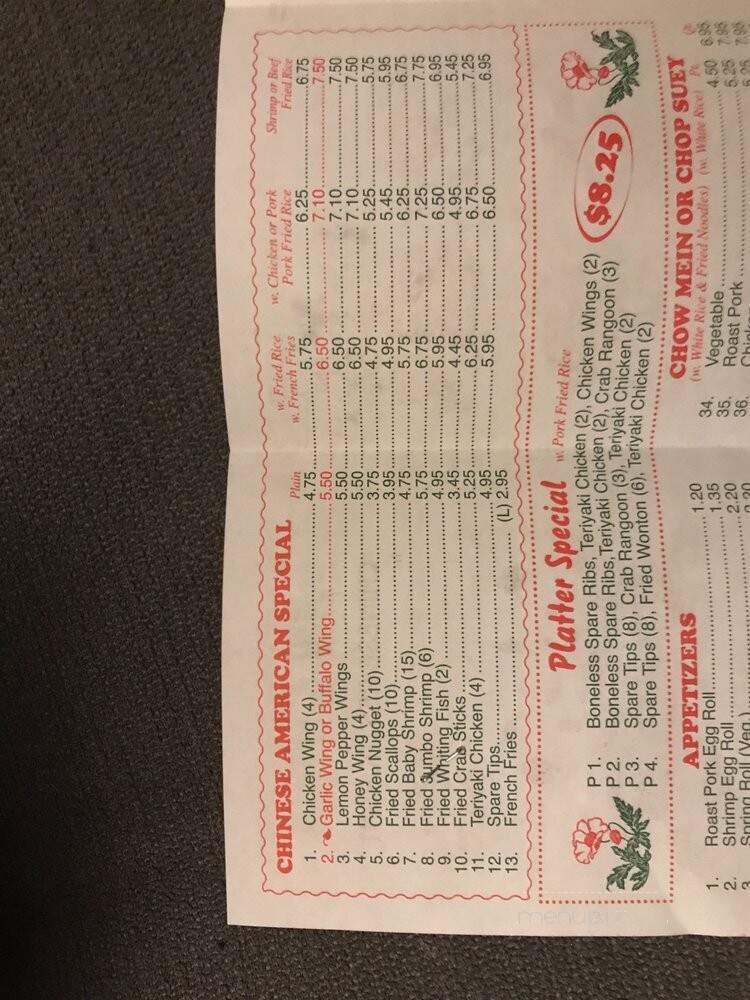 CHINESE AMERICAN SPECIAL
Plain w. Fried Rice w. Chicken or Pork Shrimp or Beef
w. French Fries Pork Fried Rice Fried Rice
1. Chicken Wing (4) 4.75 5.75 6.25 6.75
2. Garlic Wing or Buffalo Wing 5.50 6.50 7.10 7.50
3. Lemon Pepper Wings 5.50 6.50 7.10 7.50
4. Honey Wing (4) 5.50 6.50 7.10 7.50
5. Chicken Nugget (10) 3.75 4.75 5.25 5.75
6. Fried Scallops (10) 3.95 4.95 5.45 5.95
7. Fried Baby Shrimp (15) 4.75 5.75 6.25 6.75
8. Fried Jumbo Shrimp (6) 5.75 6.75 7.25 7.75
9. Fried Whiting Fish (2) 4.95 5.95 6.50 6.95
10. Fried Crab Sticks 3.45 4.45 4.95 5.45
11. Teriyaki Chicken (4) 5.25 6.25 6.75 7.25
12. Spare Tips 4.95 5.95 6.50 6.95
13. French Fries (L) 2.95
Platter Special w. Pork Fried Rice
$8.25
P 1. Boneless Spare Ribs, Teriyaki Chicken (2), Chicken Wings (2)
P 2. Boneless Spare Ribs, Teriyaki Chicken (2), Crab Rangoon (3)
P 3. Spare Tips (8), Crab Rangoon (3), Teriyaki Chicken (2)
P 4. Spare Tips (8), Fried Wonton (6), Teriyaki Chicken (2)
APPETIZERS
1. Roast Pork Egg Roll 1.20
2. Shrimp Egg Roll 1.35
3. Spring Roll (Veg.) 2.20
CHOW MEIN OR CHOP SUEY
(w. White Rice & Fried Noodles) (w. White Rice) Pt.
34. Vegetable 4.50 6.95
35. Roast Pork 5.25 7.95
36.